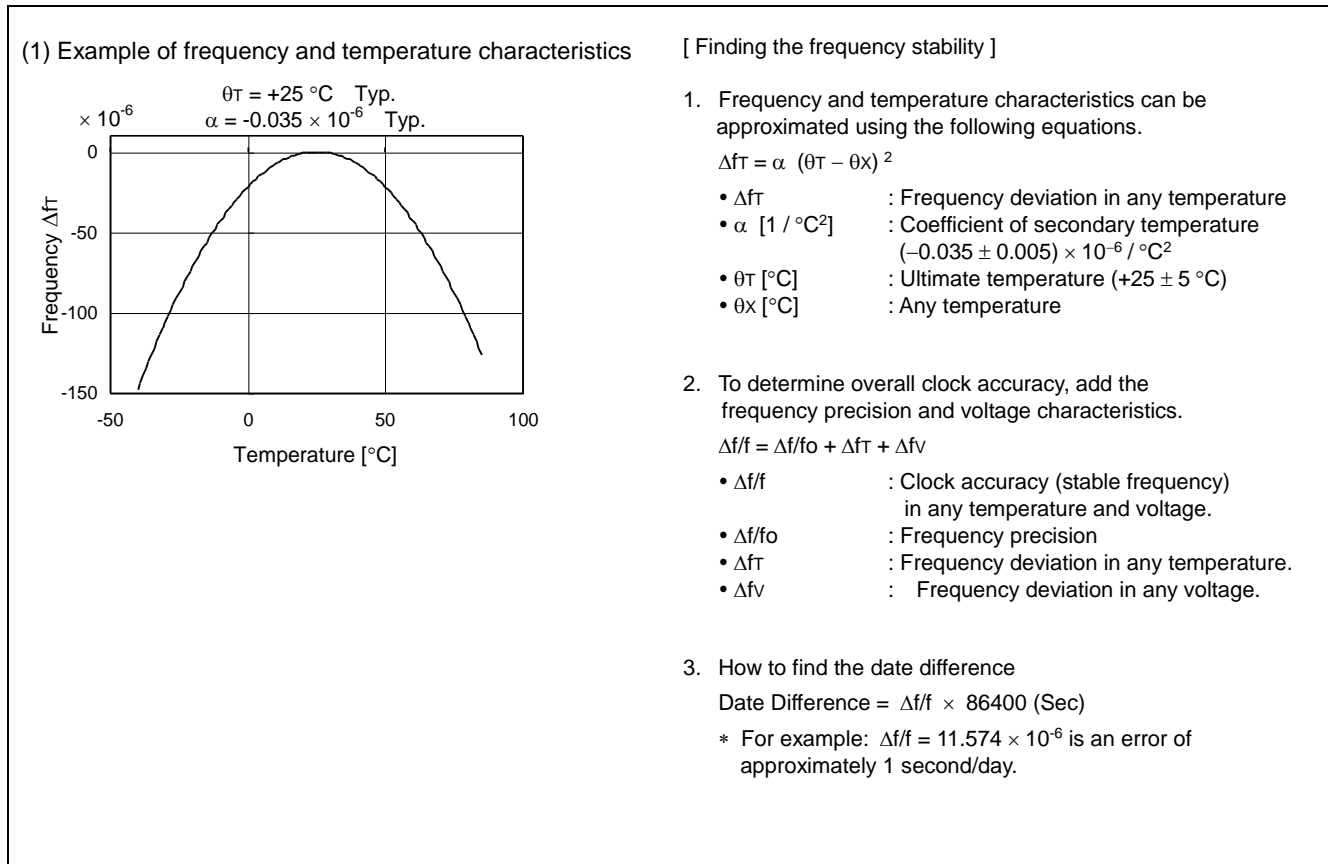 (1) Example of frequency and temperature characteristics
θT = +25 °C Typ.
× 10-6
α = -0.035 × 10-6 Typ.
0
-50
-100
-150
Frequency ΔfT
-50
0
50
100
Temperature [°C]
[ Finding the frequency stability ]
1. Frequency and temperature characteristics can be
approximated using the following equations.
ΔfT = α (θT − θX) 2
• ΔfT : Frequency deviation in any temperature
• α [1 / °C2] : Coefficient of secondary temperature
(−0.035 ± 0.005) × 10−6 / °C2
• θT [°C] : Ultimate temperature (+25 ± 5 °C)
• θX [°C] : Any temperature
2. To determine overall clock accuracy, add the
frequency precision and voltage characteristics.
Δf/f = Δf/fo + ΔfT + ΔfV
• Δf/f : Clock accuracy (stable frequency)
in any temperature and voltage.
• Δf/fo : Frequency precision
• ΔfT : Frequency deviation in any temperature.
• ΔfV : Frequency deviation in any voltage.
3. How to find the date difference
Date Difference = Δf/f × 86400 (Sec)
* For example: Δf/f = 11.574 × 10-6 is an error of
approximately 1 second/day.